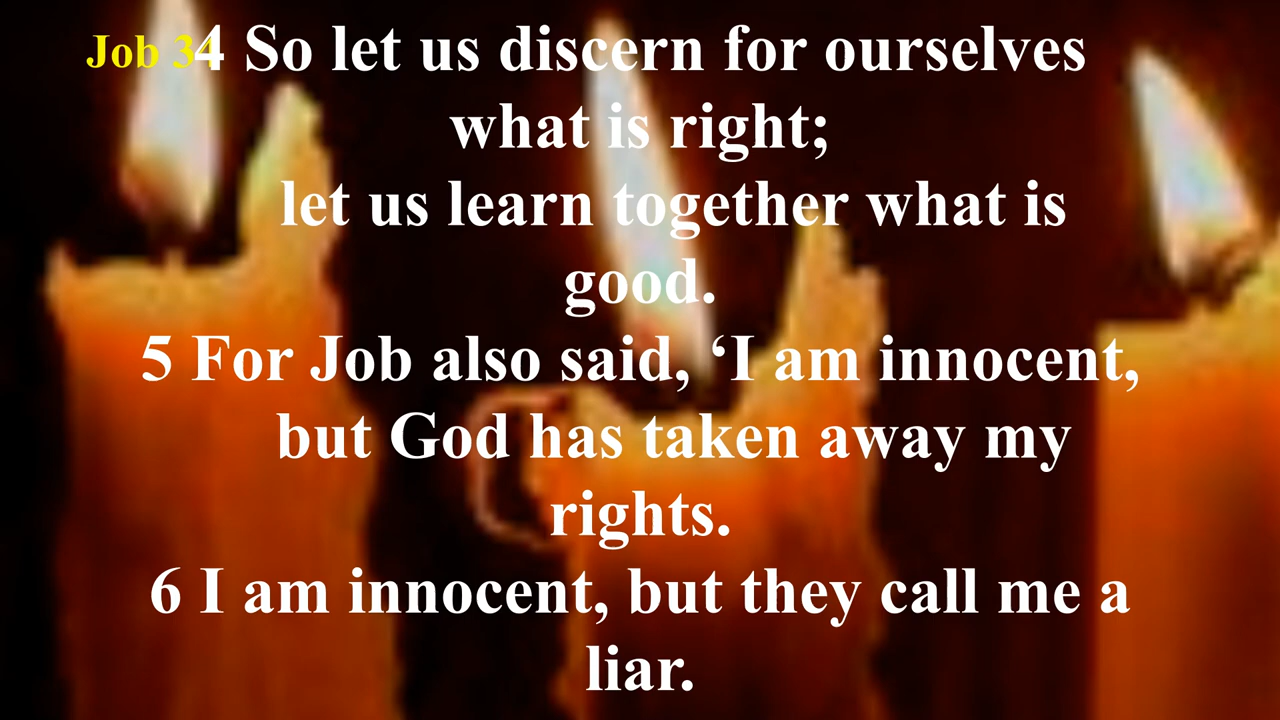 Job 34
4 So let us discern for ourselves
what is right;
let us learn together what is
good.
5 For Job also said, ‘I am innocent,
but God has taken away my
rights.
6 I am innocent, but they call me a
liar.